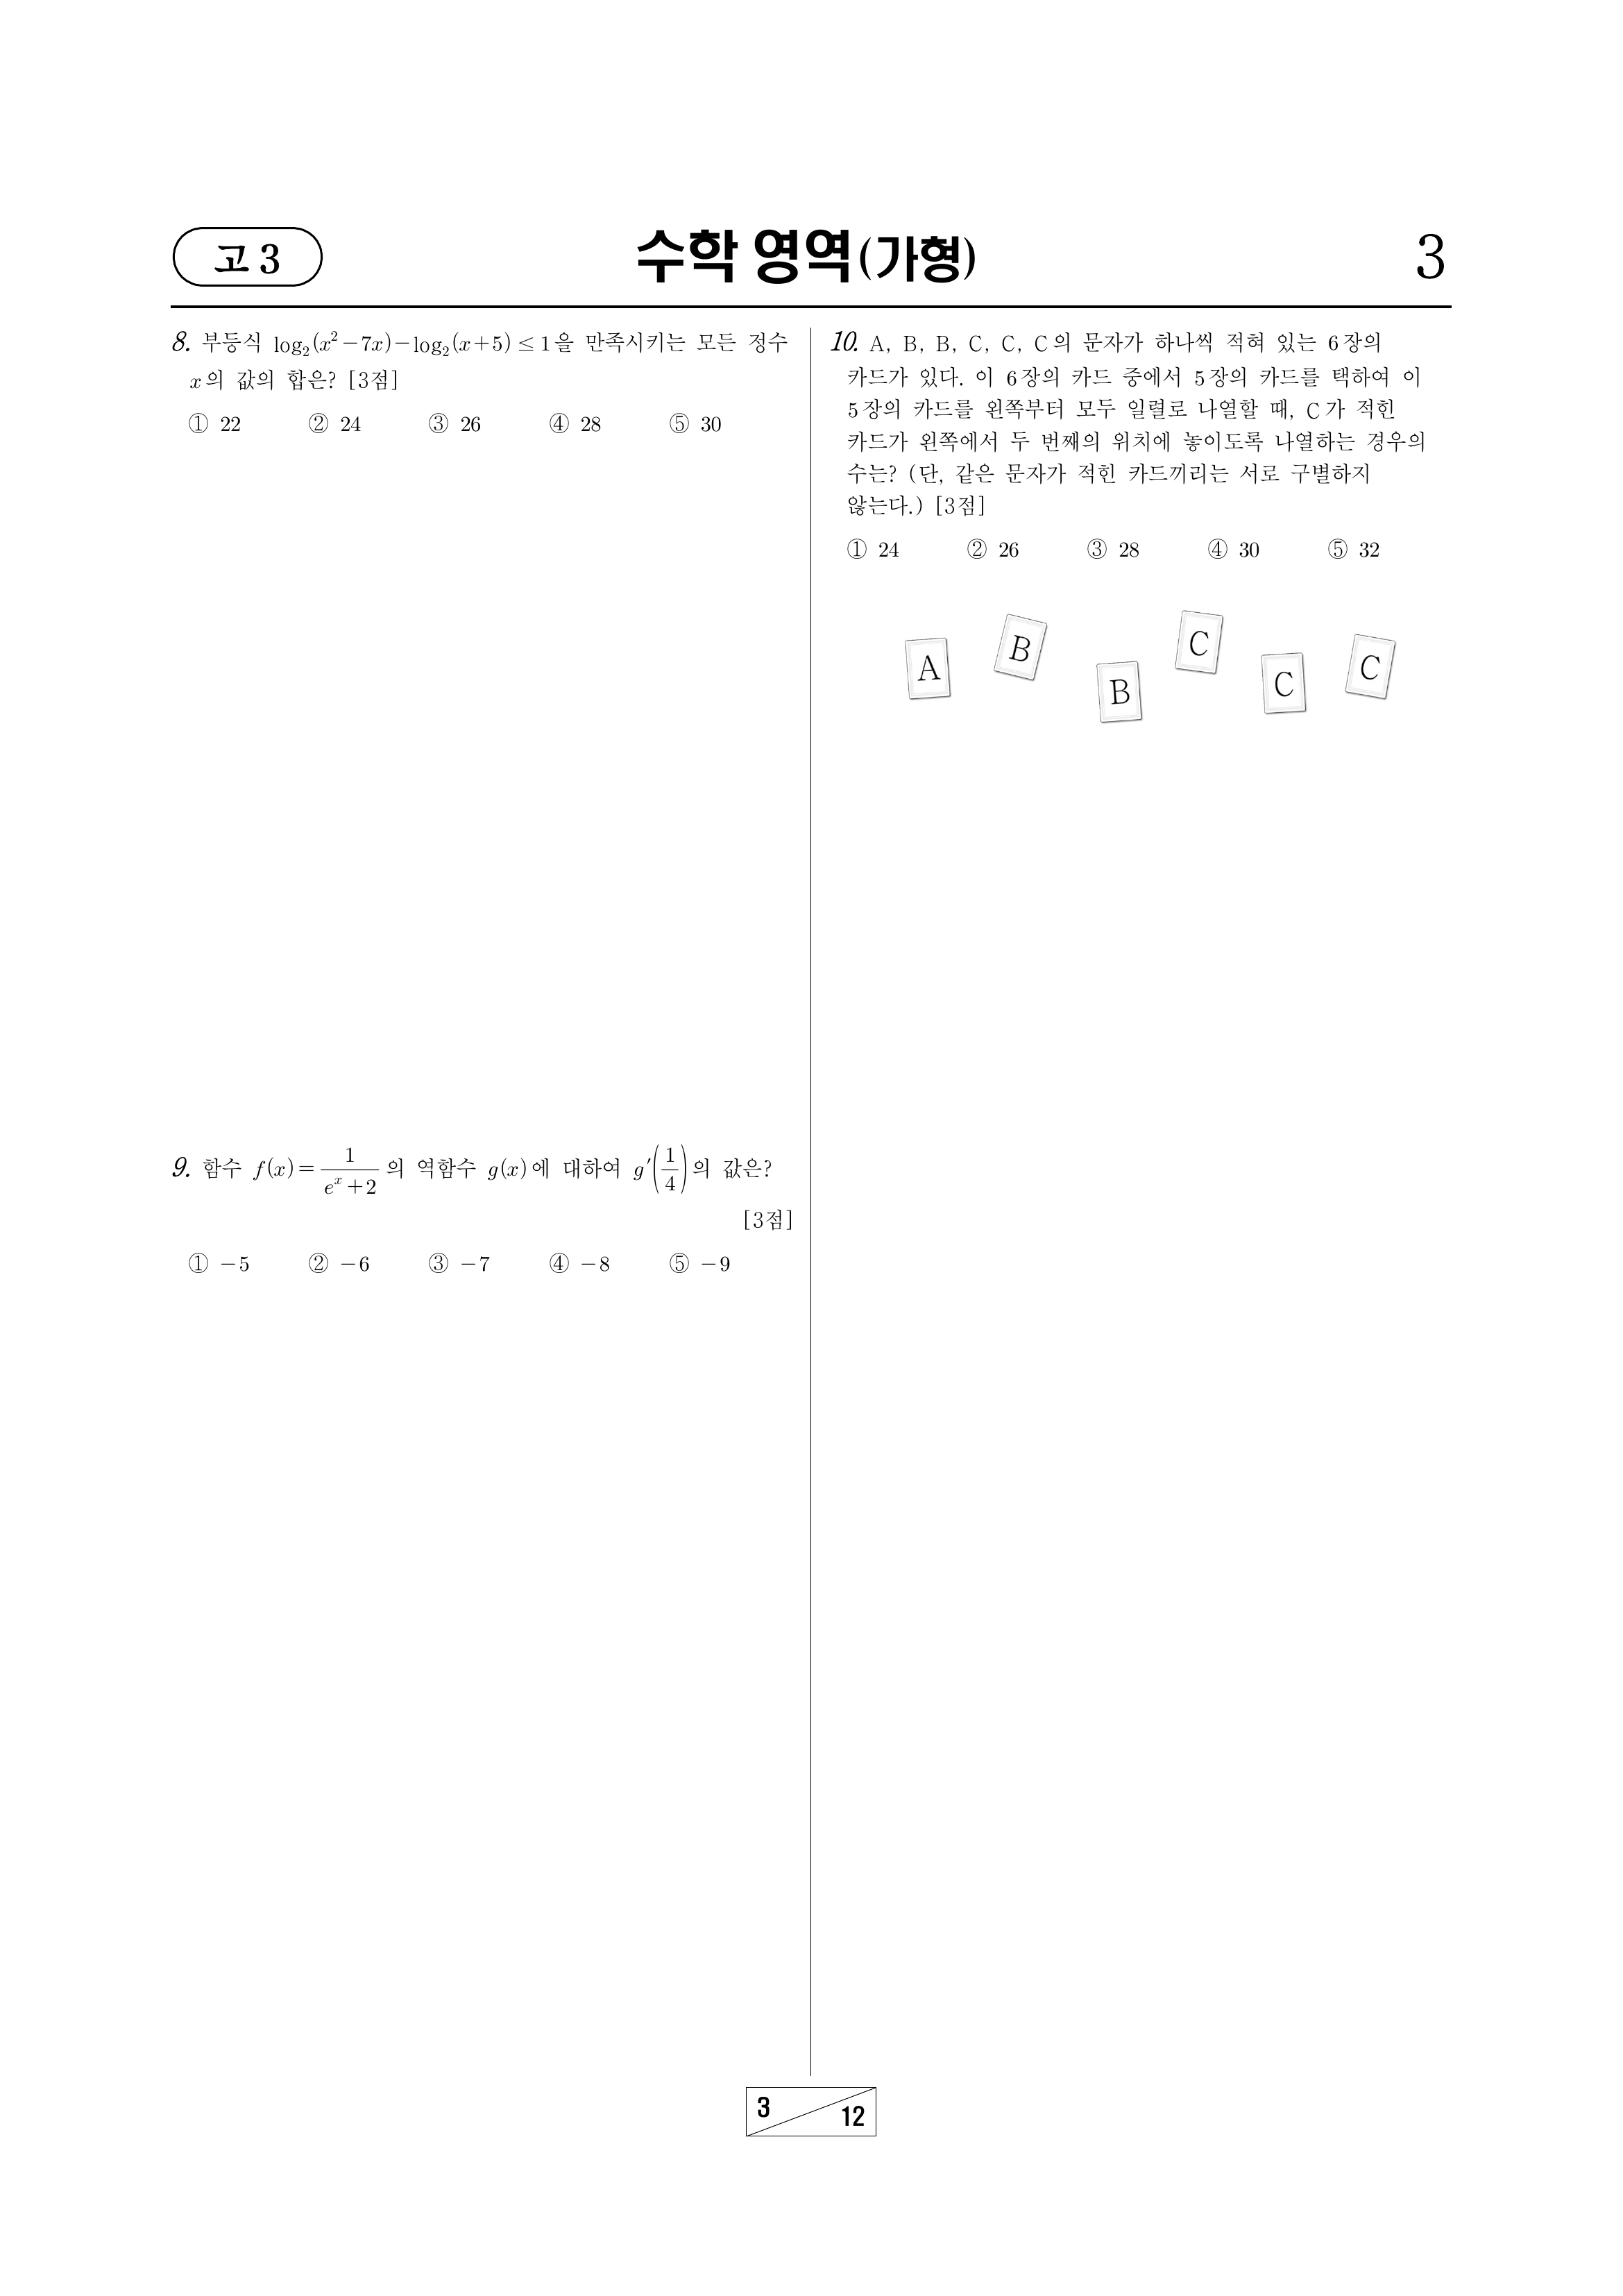 고 3
수학 영역(가형)
3
8. 부등식 log₂(x²−7x)−log₂(x+5) ≤ 1을 만족시키는 모든 정수
x의 값의 합은? [3점]
① 22 ② 24 ③ 26 ④ 28 ⑤ 30
9. 함수 f(x)=1/(eˣ+2)의 역함수 g(x)에 대하여 g′(1/4)의 값은?
[3점]
① −5 ② −6 ③ −7 ④ −8 ⑤ −9
10. A, B, B, C, C, C의 문자가 하나씩 적혀 있는 6장의
카드가 있다. 이 6장의 카드 중에서 5장의 카드를 택하여 이
5장의 카드를 왼쪽부터 모두 일렬로 나열할 때, C가 적힌
카드가 왼쪽에서 두 번째의 위치에 놓이도록 나열하는 경우의
수는? (단, 같은 문자가 적힌 카드끼리는 서로 구별하지
않는다.) [3점]
① 24 ② 26 ③ 28 ④ 30 ⑤ 32
A B B C C C
3 12